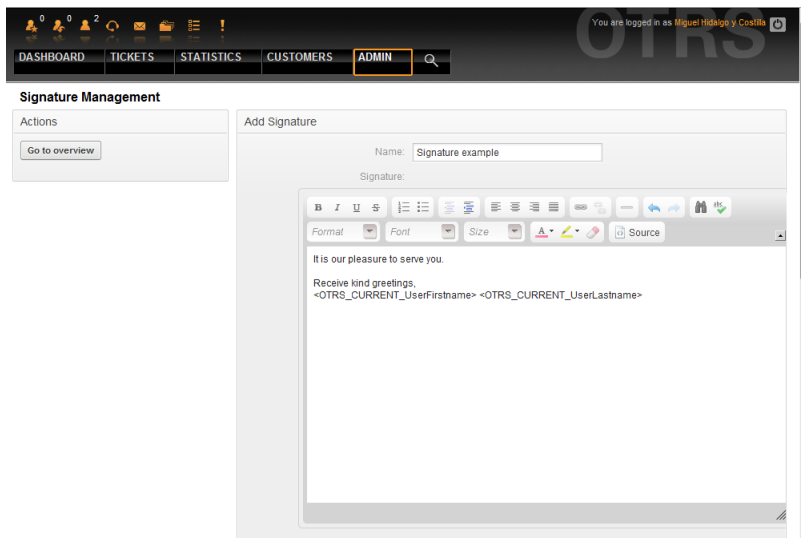 0 0 2
OTRS
You are logged in as Miguel Hidalgo y Costilla
DASHBOARD TICKETS STATISTICS CUSTOMERS ADMIN
Signature Management
Actions
Go to overview
Add Signature
Name: Signature example
Signature:
B I U S
Format Font Size A Source
It is our pleasure to serve you.
Receive kind greetings,
<OTRS_CURRENT_UserFirstname> <OTRS_CURRENT_UserLastname>